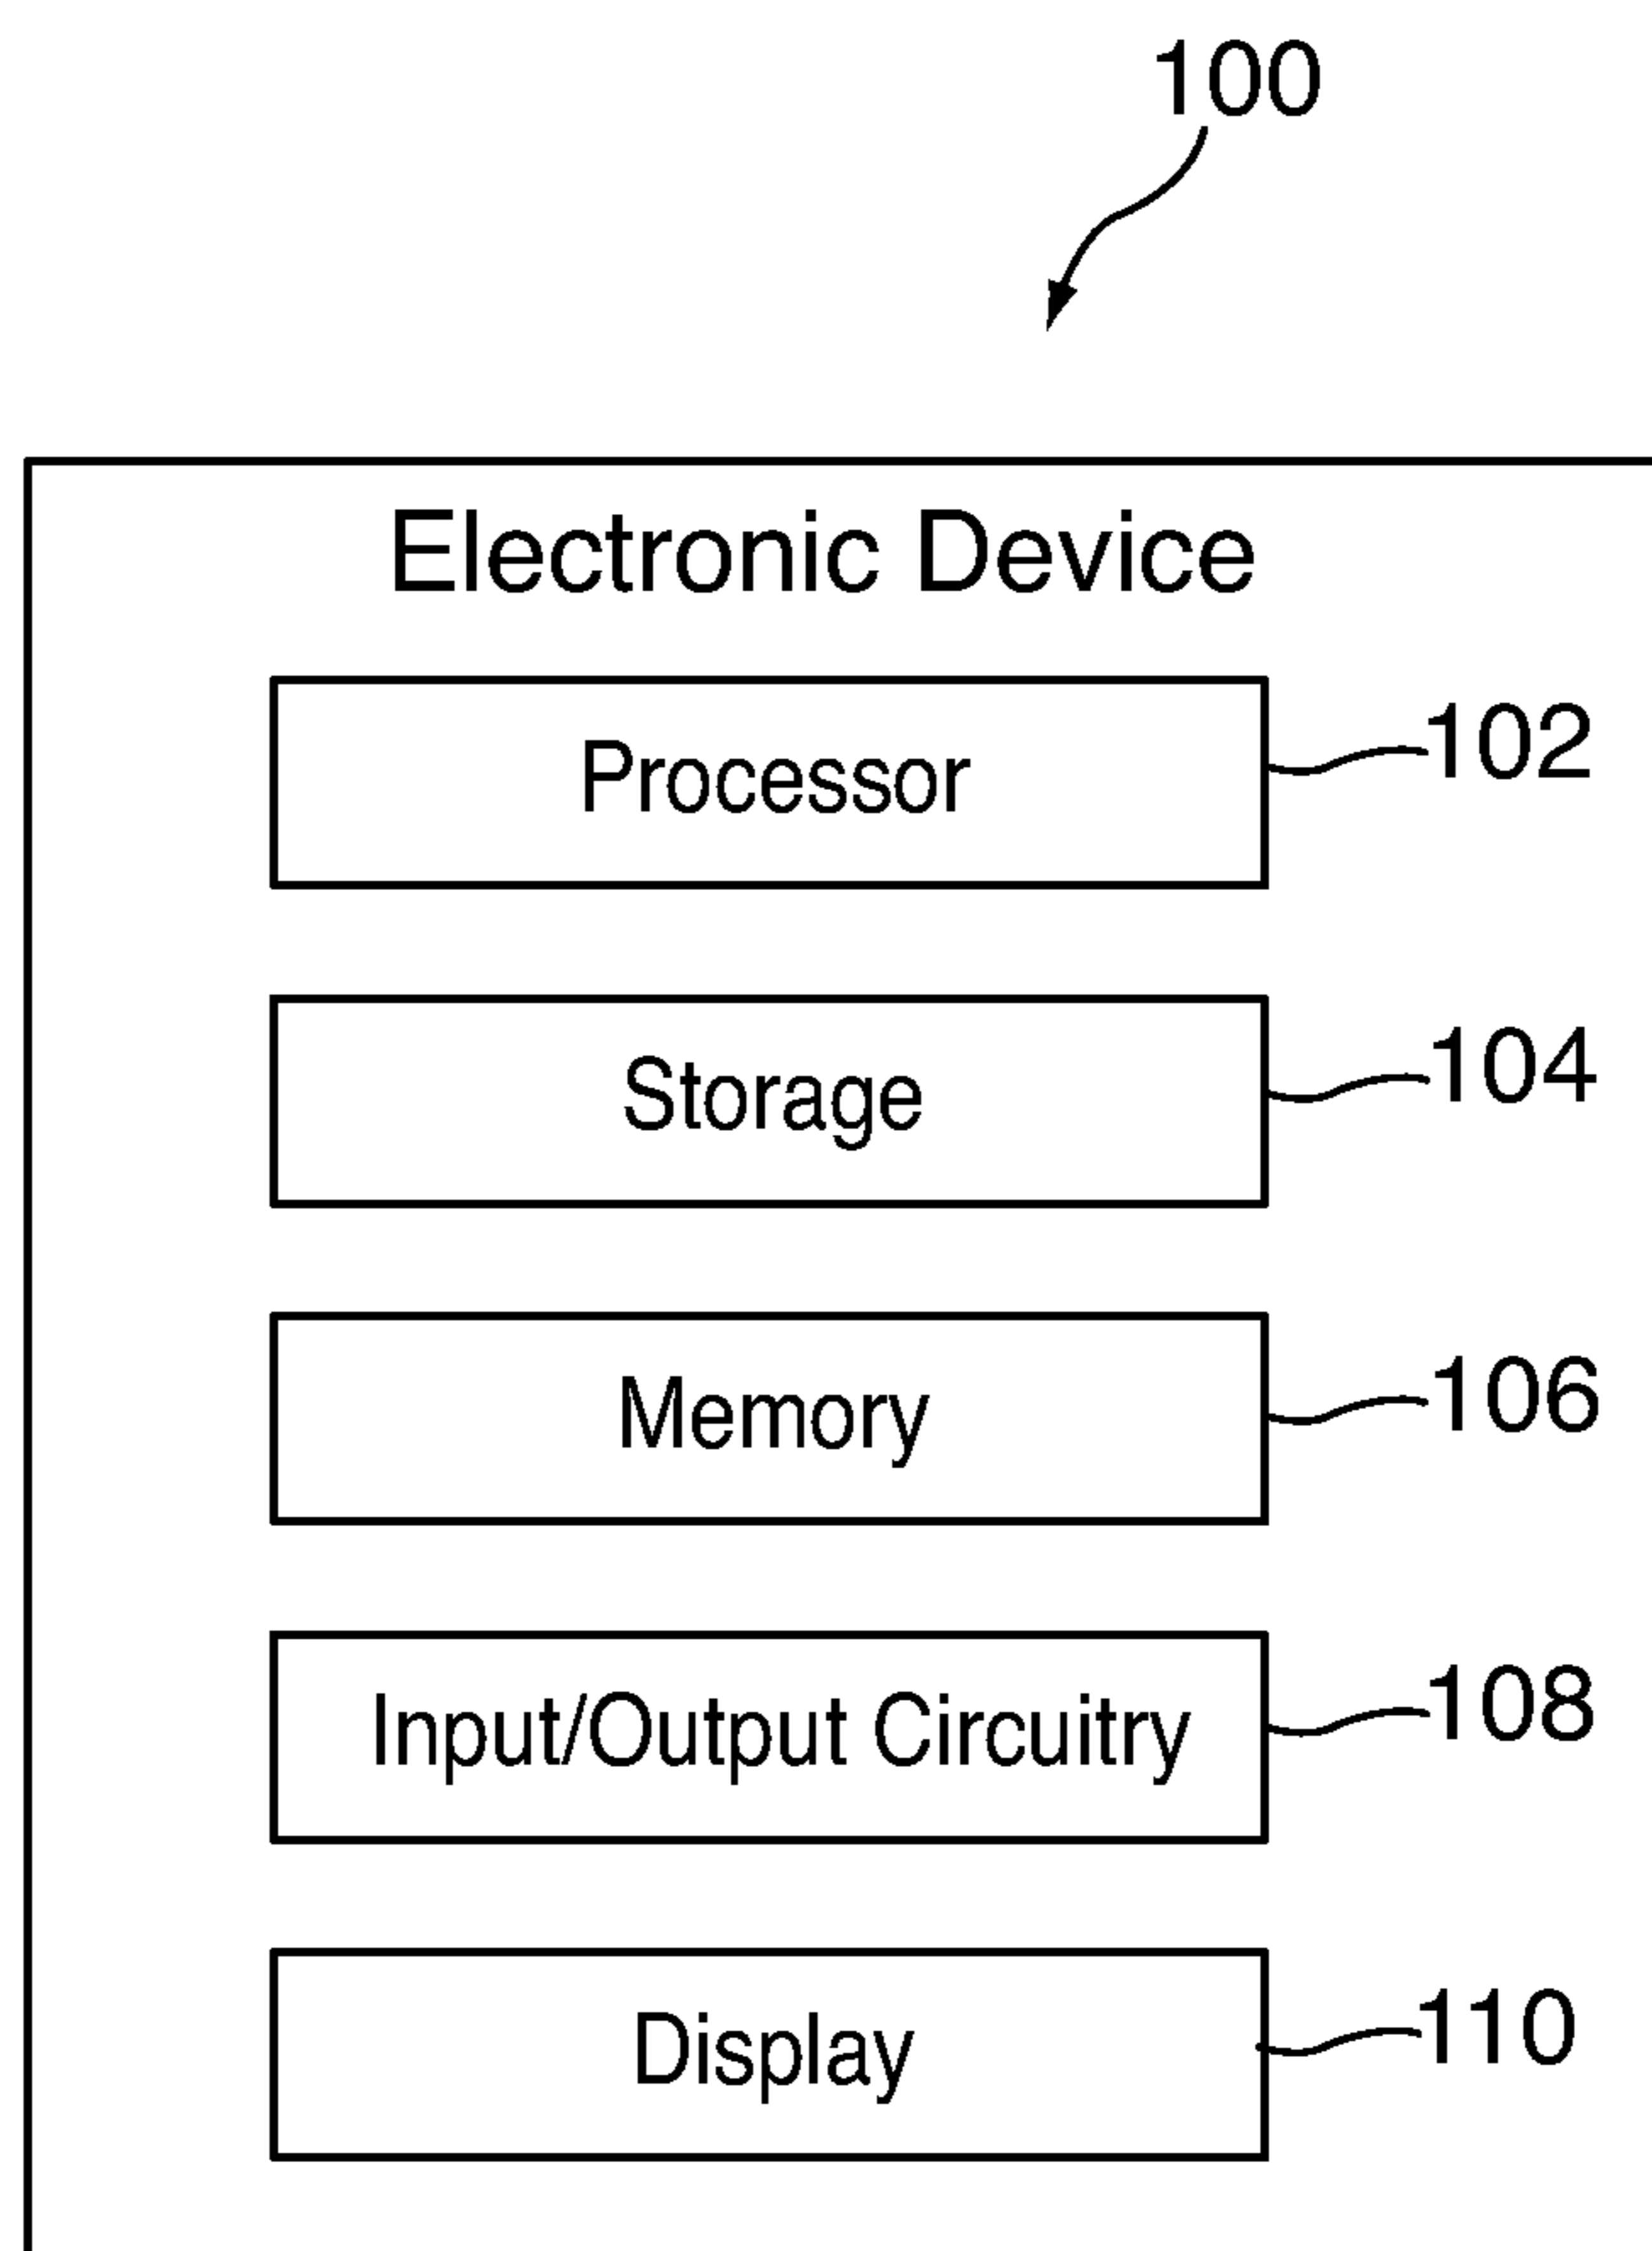 100
Electronic Device
Processor 102
Storage 104
Memory 106
Input/Output Circuitry 108
Display 110